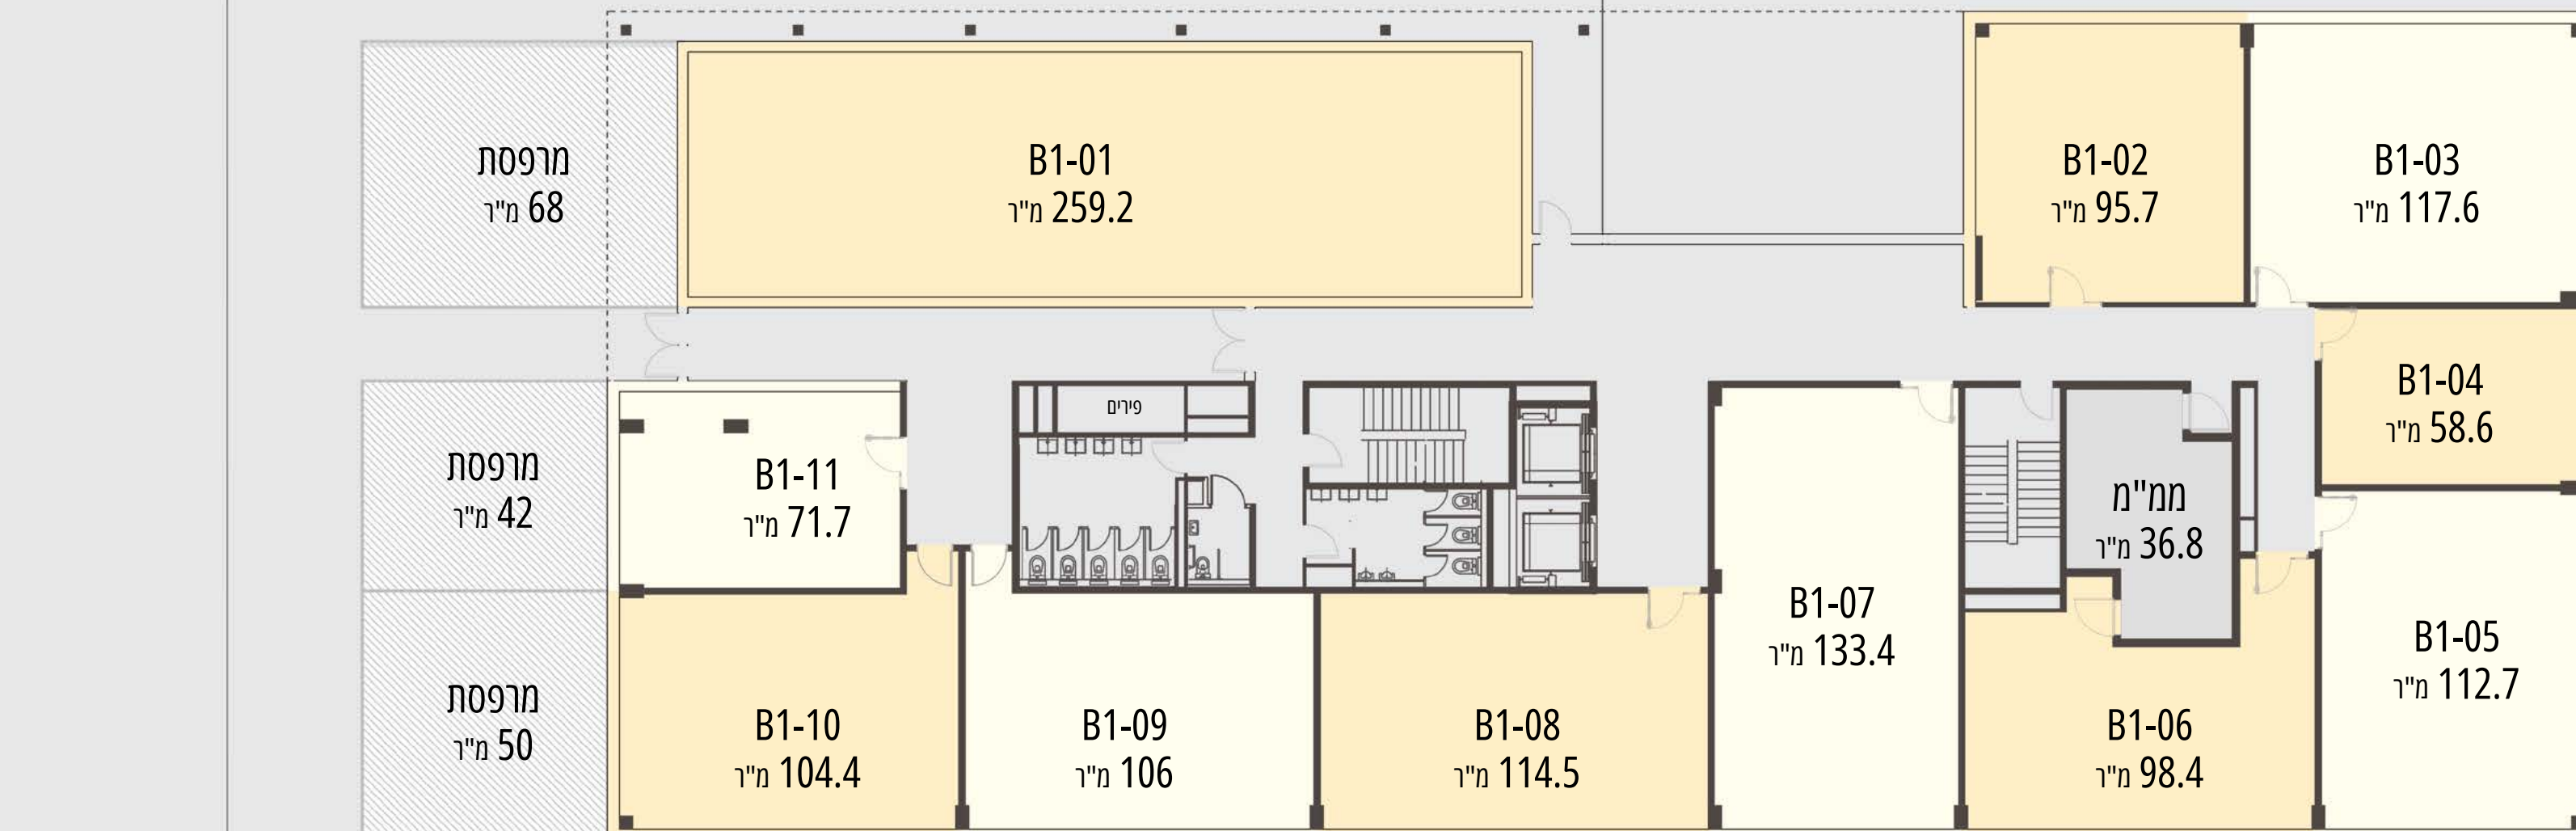 מרפסת
68 מ"ר
B1-01
259.2 מ"ר
B1-02
95.7 מ"ר
B1-03
117.6 מ"ר
B1-04
58.6 מ"ר
פירים
מרפסת
42 מ"ר
B1-11
71.7 מ"ר
ממ"מ
36.8 מ"ר
B1-07
133.4 מ"ר
B1-05
112.7 מ"ר
מרפסת
50 מ"ר
B1-10
104.4 מ"ר
B1-09
106 מ"ר
B1-08
114.5 מ"ר
B1-06
98.4 מ"ר